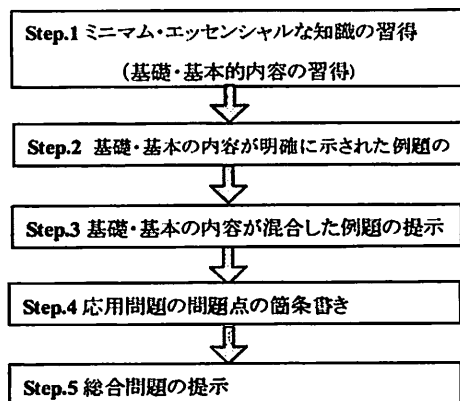 Step.1 ミニマム・エッセンシャルな知識の習得
(基礎・基本的内容の習得)
Step.2 基礎・基本の内容が明確に示された例題の
Step.3 基礎・基本の内容が混合した例題の提示
Step.4 応用問題の問題点の箇条書き
Step.5 総合問題の提示